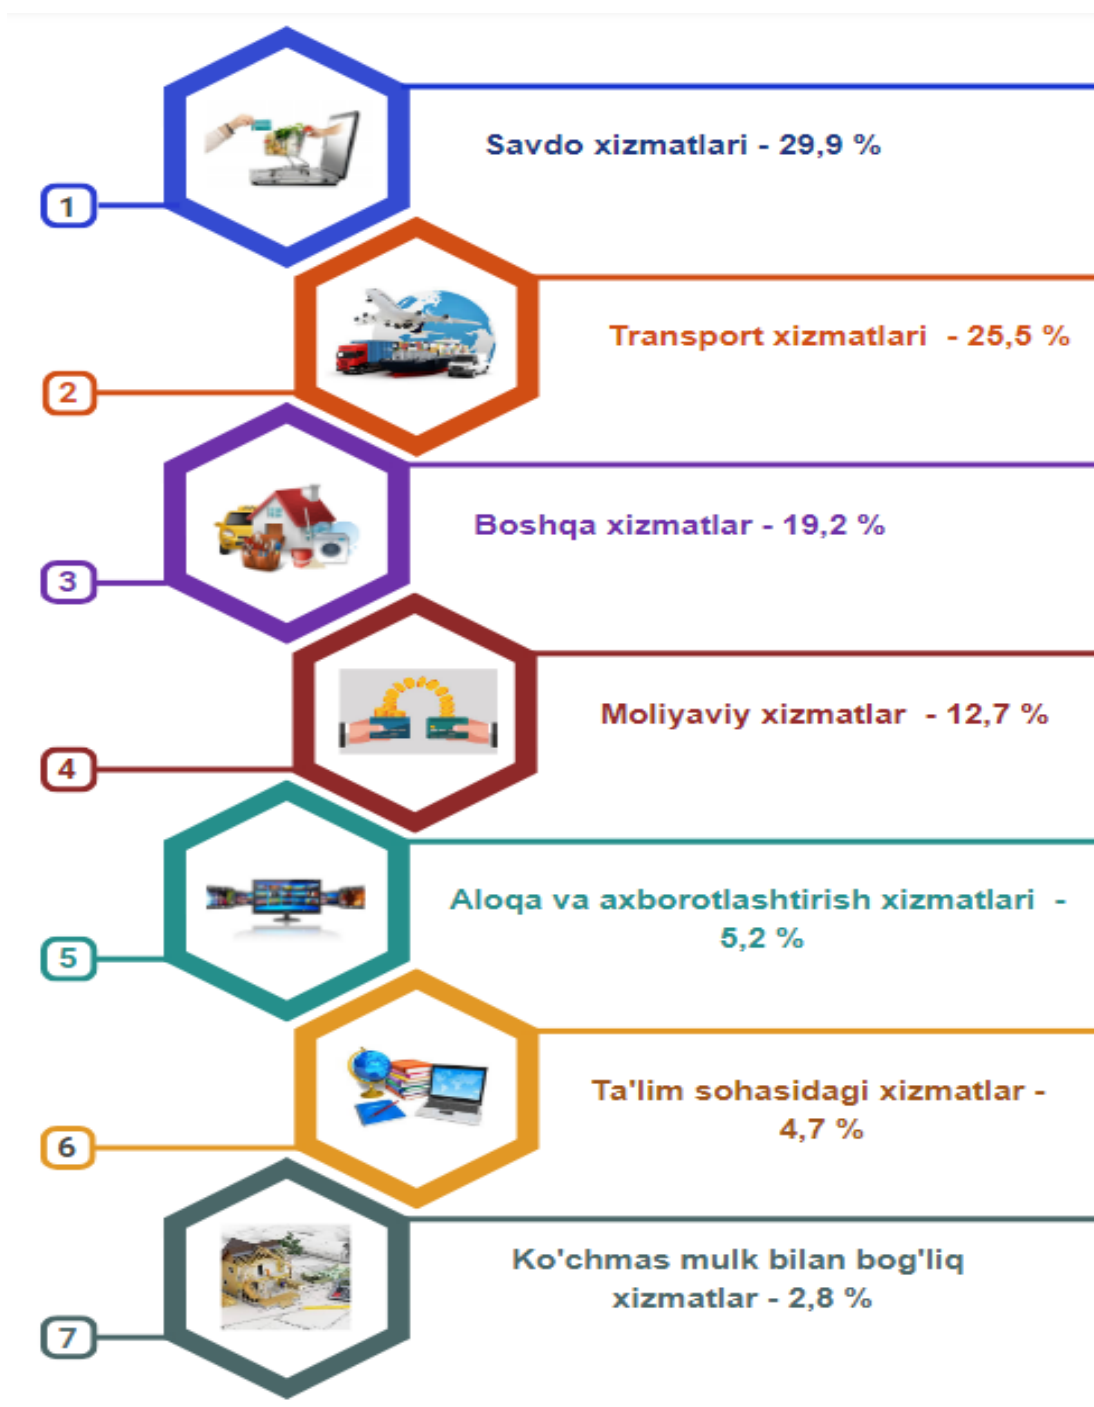 1
Savdo xizmatlari - 29,9 %
2
Transport xizmatlari - 25,5 %
3
Boshqa xizmatlar - 19,2 %
4
Moliyaviy xizmatlar - 12,7 %
5
Aloqa va axborotlashtirish xizmatlari -
5,2 %
6
Ta'lim sohasidagi xizmatlar -
4,7 %
7
Ko'chmas mulk bilan bog'liq
xizmatlar - 2,8 %